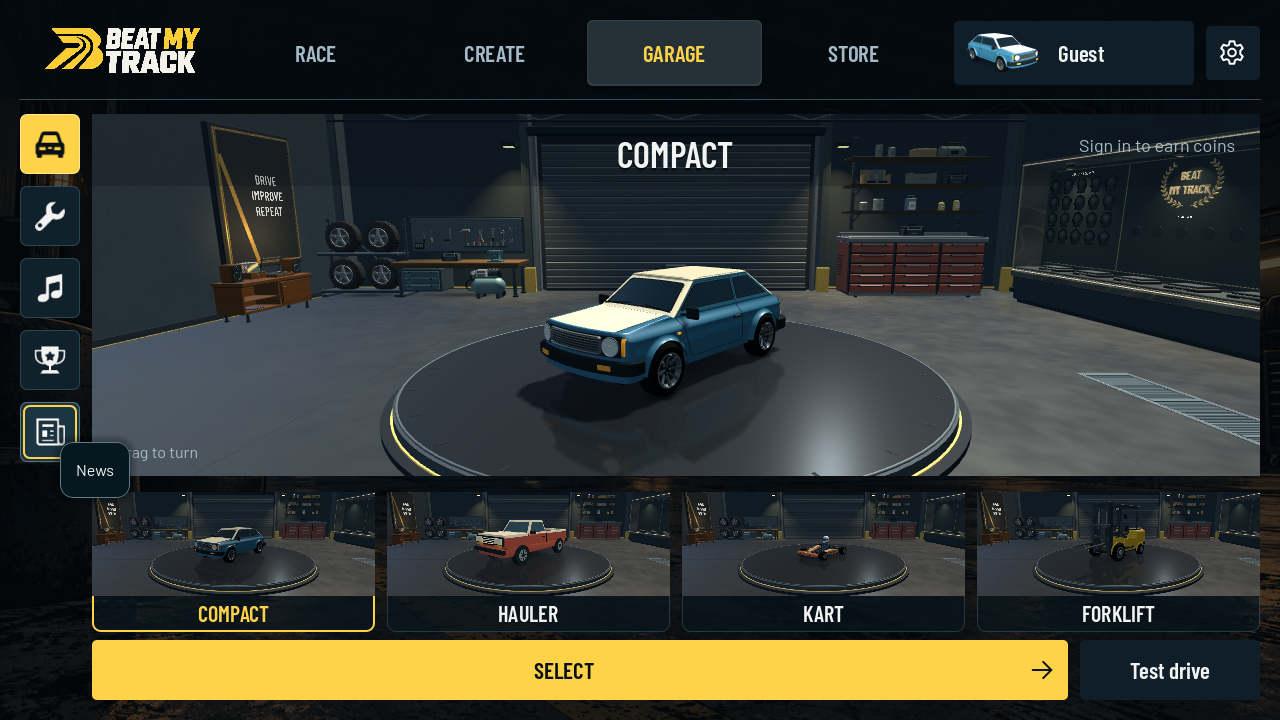 BEAT MY
TRACK
RACE
CREATE
GARAGE
STORE
Guest
COMPACT
Sign in to earn coins
DRIVE
IMPROVE
REPEAT
BEAT
MY TRACK
ag to turn
News
COMPACT
HAULER
KART
FORKLIFT
SELECT
Test drive